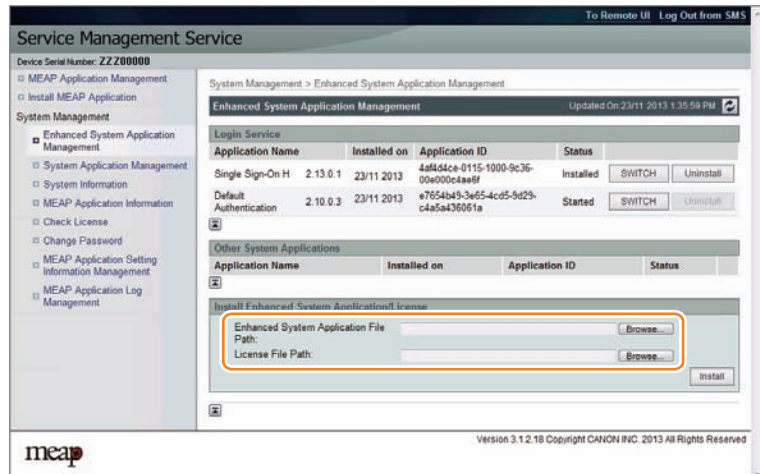 To Remote UI Log Out from SMS
Service Management Service
Device Serial Number: ZZZ00000
MEAP Application Management
Install MEAP Application
System Management
Enhanced System Application
Management
System Application Management
System Information
MEAP Application Information
Check License
Change Password
MEAP Application Setting
Information Management
MEAP Application Log
Management
System Management > Enhanced System Application Management
Enhanced System Application Management Updated On:23/11 2013 1:35:59 PM
Login Service
Application Name Installed on Application ID Status
Single Sign-On H 2.13.0.1 23/11 2013 4af4d4ce-0115-1000-9c36-
00e000c4ae6f Installed SWITCH Uninstall
Default
Authentication 2.10.0.3 23/11 2013 e7654b49-3e65-4cd5-9d29-
c4a5a436061a Started SWITCH Uninstall
Other System Applications
Application Name Installed on Application ID Status
Install Enhanced System Application/License
Enhanced System Application File
Path: Browse...
License File Path: Browse...
Install
Version 3.1.2.18 Copyright CANON INC. 2013 All Rights Reserved
meap